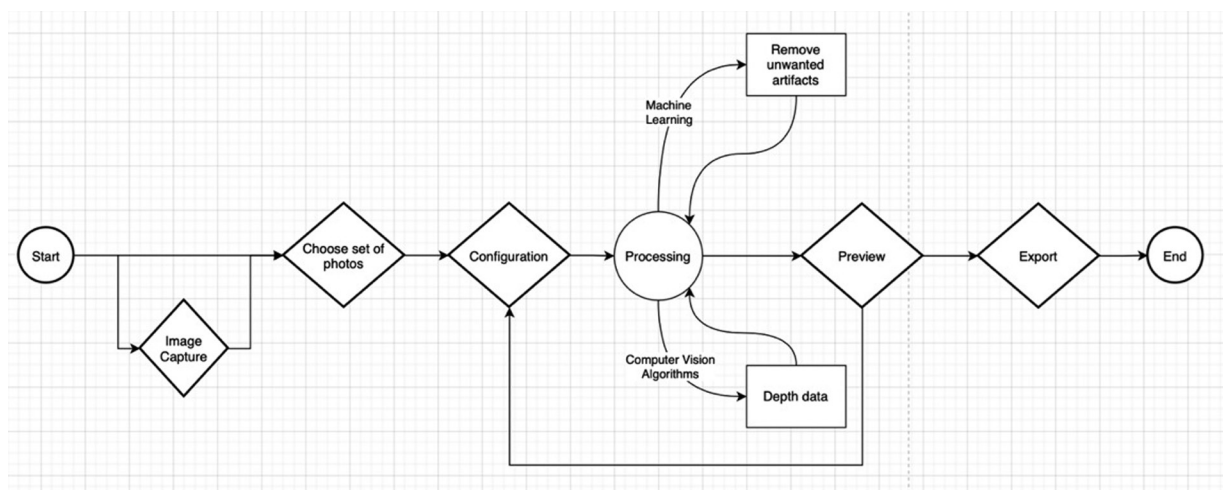 Remove
unwanted
artifacts
Machine
Learning
Start
Choose set of
photos
Configuration
Processing
Preview
Export
End
Image
Capture
Computer Vision
Algorithms
Depth data